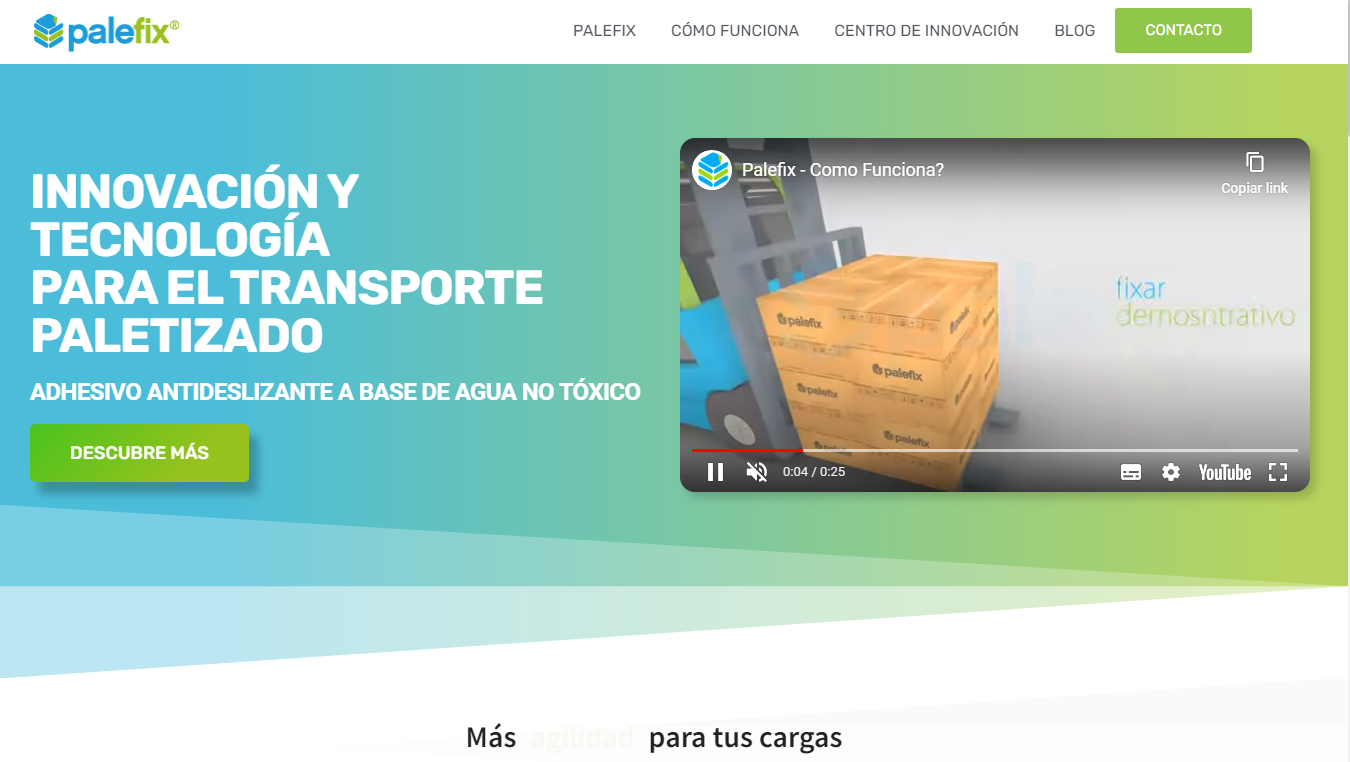 palefix®
PALEFIX CÓMO FUNCIONA CENTRO DE INNOVACIÓN BLOG CONTACTO
INNOVACIÓN Y
TECNOLOGÍA
PARA EL TRANSPORTE
PALETIZADO
ADHESIVO ANTIDESLIZANTE A BASE DE AGUA NO TÓXICO
DESCUBRE MÁS
Palefix - Como Funciona?
Copiar link
fixar
demosntrativo
palefix
palefix
palefix
palefix
palefix
palefix
0:04 / 0:25
YouTube
Más agilidad para tus cargas